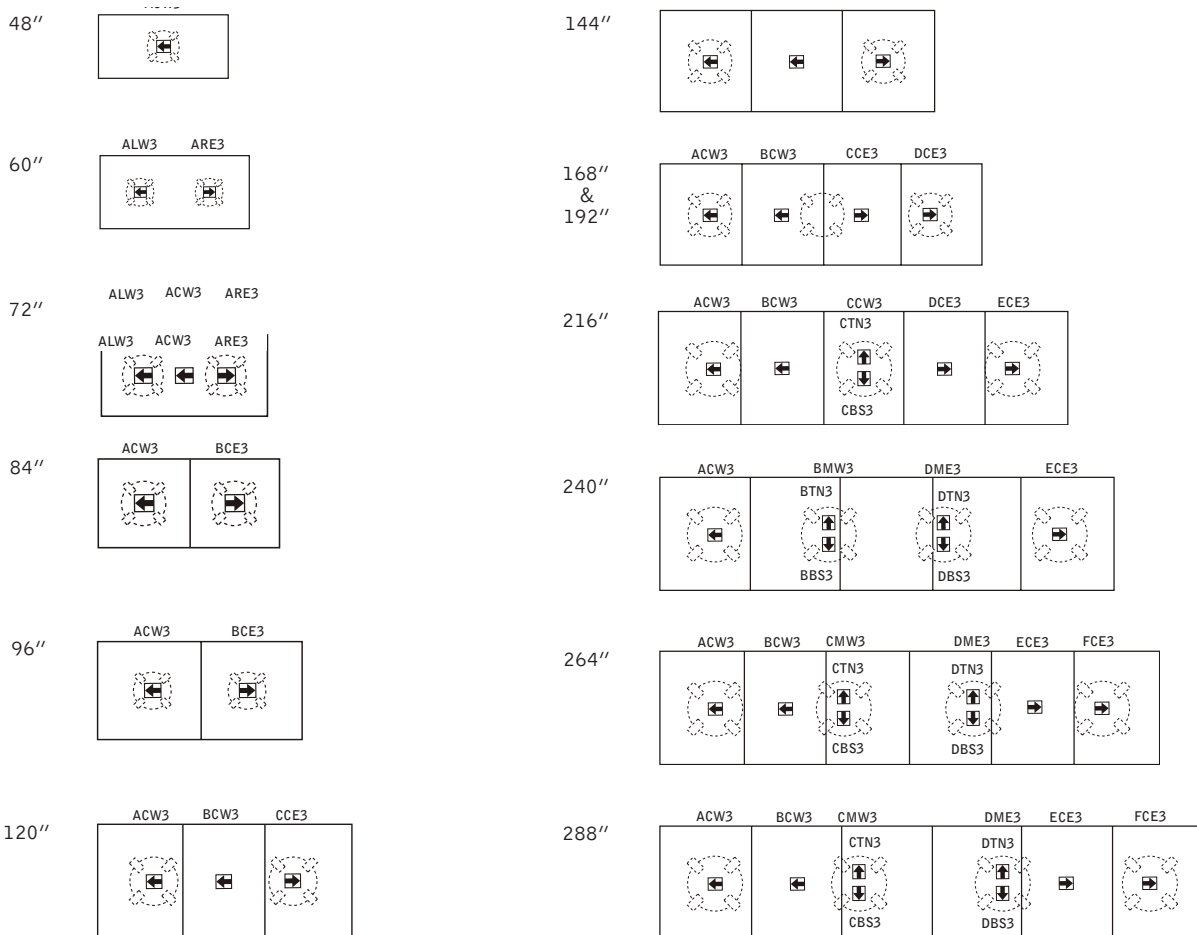 48″
60″
ALW3 ARE3
72″
ALW3 ACW3 ARE3
ALW3 ACW3 ARE3
84″
ACW3 BCE3
96″
ACW3 BCE3
120″
ACW3 BCW3 CCE3
144″
168″
&
192″
ACW3 BCW3 CCE3 DCE3
216″
ACW3 BCW3 CCW3 DCE3 ECE3
CTN3
CBS3
240″
ACW3 BMW3 DME3 ECE3
BTN3 DTN3
BBS3 DBS3
264″
ACW3 BCW3 CMW3 DME3 ECE3 FCE3
CTN3 DTN3
CBS3 DBS3
288″
ACW3 BCW3 CMW3 DME3 ECE3 FCE3
CTN3 DTN3
CBS3 DBS3